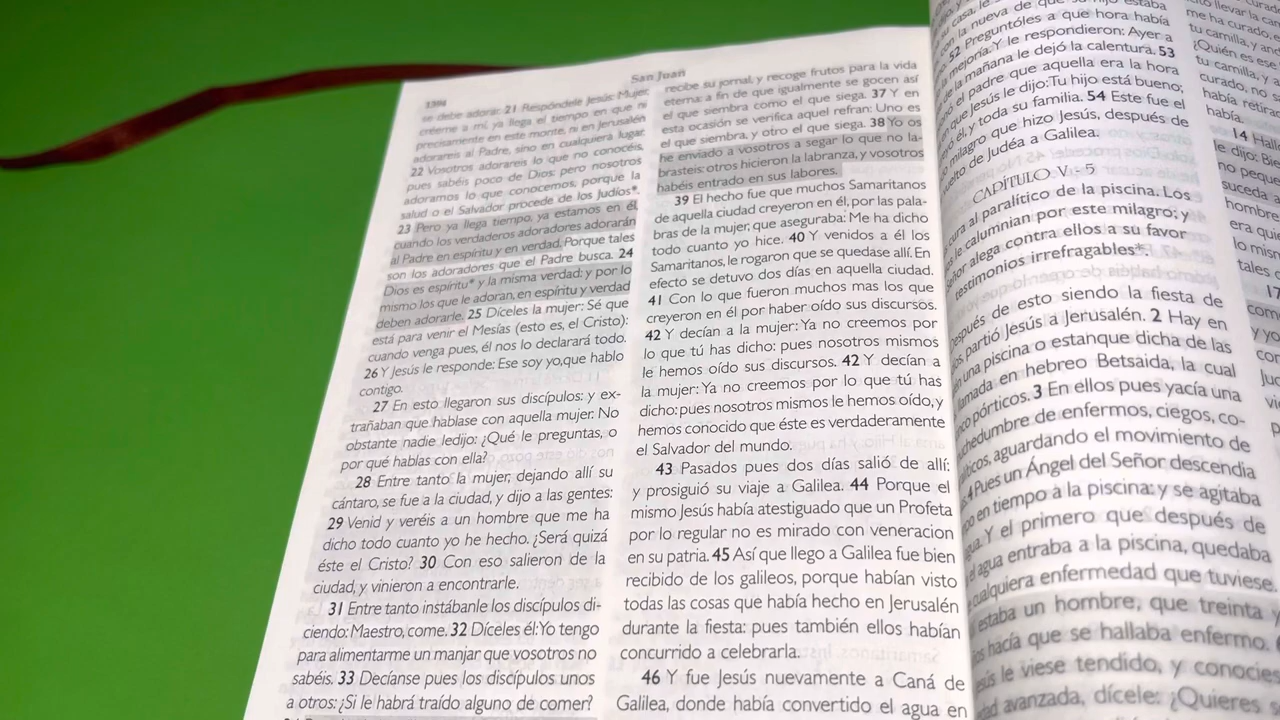 1394
San Juan
se debe adorar. 21 Respóndele Jesús: Mujer,
créeme a mí, ya llega el tiempo en que ni
precisamente en este monte, ni en Jerusalén
adorareis al Padre, sino en cualquiera lugar.
22 Vosotros adorareis lo que no conocéis,
pues sabéis poco de Dios: pero nosotros
adoramos lo que conocemos, porque la
salud o el Salvador procede de los Judíos*.
23 Pero ya llega tiempo, ya estamos en él,
cuando los verdaderos adoradores adorarán
al Padre en espíritu y en verdad. Porque tales
son los adoradores que el Padre busca. 24
Dios es espíritu* y la misma verdad: y por lo
mismo los que le adoran, en espíritu y verdad
deben adorarle. 25 Díceles la mujer: Sé que
está para venir el Mesías (esto es, el Cristo):
cuando venga pues, él nos lo declarará todo.
26 Y Jesús le responde: Ese soy yo,que hablo
contigo.
27 En esto llegaron sus discípulos: y ex-
trañaban que hablase con aquella mujer. No
obstante nadie ledijo: ¿Qué le preguntas, o
por qué hablas con ella?
28 Entre tanto la mujer, dejando allí su
cántaro, se fue a la ciudad, y dijo a las gentes:
29 Venid y veréis a un hombre que me ha
dicho todo cuanto yo he hecho. ¿Será quizá
éste el Cristo? 30 Con eso salieron de la
ciudad, y vinieron a encontrarle.
31 Entre tanto instábanle los discípulos di-
ciendo: Maestro, come. 32 Díceles él: Yo tengo
para alimentarme un manjar que vosotros no
sabéis. 33 Decíanse pues los discípulos unos
a otros: ¿Si le habrá traído alguno de comer?
recibe su jornal, y recoge frutos para la vida
eterna: a fin de que igualmente se gocen así
el que siembra como el que siega. 37 Y en
esta ocasión se verifica aquel refran: Uno es
el que siembra, y otro el que siega. 38 Yo os
he enviado a vosotros a segar lo que no la-
brasteis: otros hicieron la labranza, y vosotros
habéis entrado en sus labores.
39 El hecho fue que muchos Samaritanos
de aquella ciudad creyeron en él, por las pala-
bras de la mujer, que aseguraba: Me ha dicho
todo cuanto yo hice. 40 Y venidos a él los
Samaritanos, le rogaron que se quedase allí. En
efecto se detuvo dos días en aquella ciudad.
41 Con lo que fueron muchos mas los que
creyeron en él por haber oído sus discursos.
42 Y decían a la mujer: Ya no creemos por
lo que tú has dicho: pues nosotros mismos
le hemos oído sus discursos. 42 Y decían a
la mujer: Ya no creemos por lo que tú has
dicho: pues nosotros mismos le hemos oído, y
hemos conocido que éste es verdaderamente
el Salvador del mundo.
43 Pasados pues dos días salió de allí:
y prosiguió su viaje a Galilea. 44 Porque el
mismo Jesús había atestiguado que un Profeta
por lo regular no es mirado con veneracion
en su patria. 45 Así que llego a Galilea fue bien
recibido de los galileos, porque habían visto
todas las cosas que había hecho en Jerusalén
durante la fiesta: pues también ellos habían
concurrido a celebrarla.
46 Y fue Jesús nuevamente a Caná de
Galilea, donde había convertido el agua en
la nueva de que su hijo estaba
52 Preguntóles a que hora había
mejoría. Y le respondieron: Ayer a
de la mañana le dejó la calentura. 53
el padre que aquella era la hora
que Jesús le dijo: Tu hijo está bueno;
él, y toda su familia. 54 Este fue el
milagro que hizo Jesús, después de
de Judéa a Galilea.
CAPÍTULO V - 5
cura al paralítico de la piscina. Los
le calumnian por este milagro; y
alega contra ellos a su favor
testimonios irrefragables*.
de esto siendo la fiesta de
partió Jesús a Jerusalén. 2 Hay en
una piscina o estanque dicha de las
llamada en hebreo Betsaida, la cual
pórticos. 3 En ellos pues yacía una
de enfermos, ciegos, co-
aguardando el movimiento de
4 Pues un Ángel del Señor descendia
en tiempo à la piscina: y se agitaba
Y el primero que después de
el agua entraba a la piscina, quedaba
cualquiera enfermedad que tuviese.
estaba un hombre, que treinta y
hacía que se hallaba enfermo.
le viese tendido, y
edad avanzada, dícele: ¿Quieres
llevar la
me ha curado,
tu camilla, y
¿Quién es ese
tu camilla, y
curado, no
había
había.
14
le dijo:
no
suceda
hombre
era
lo
tales
17